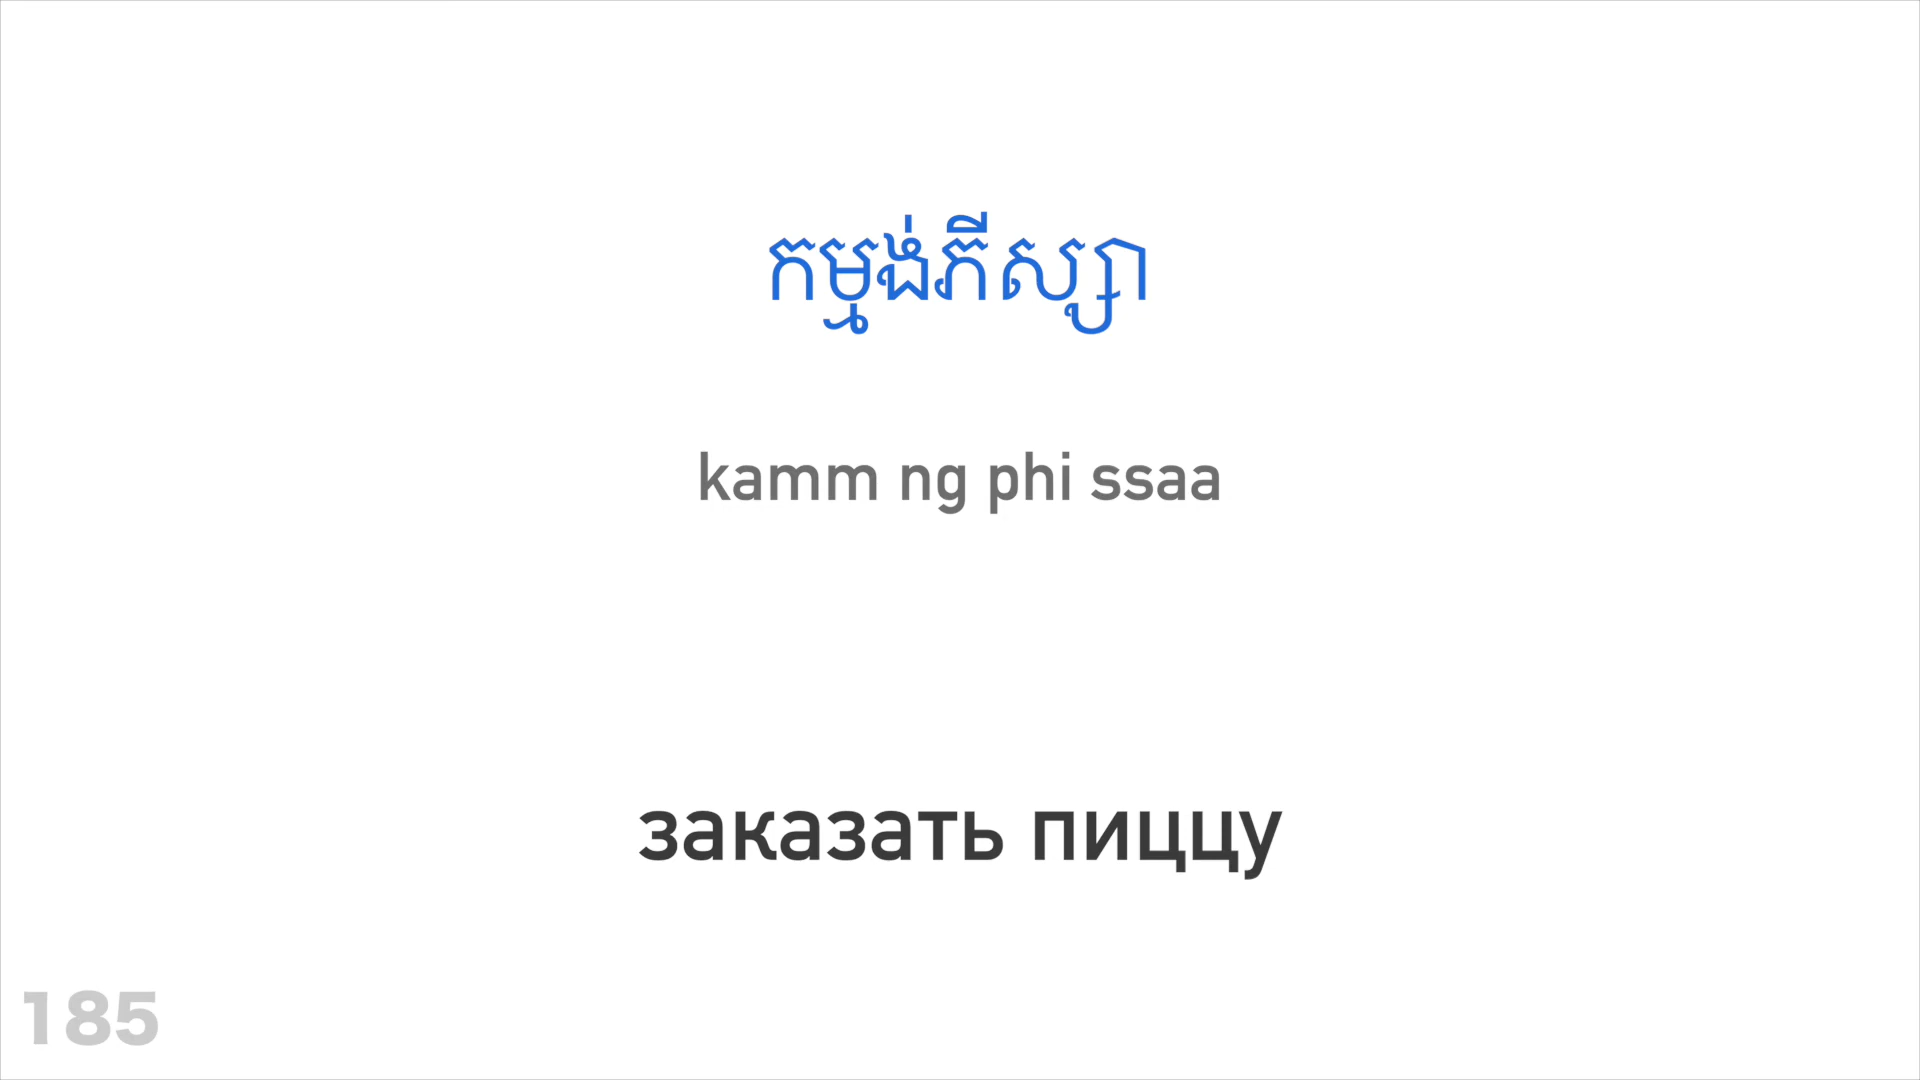 កម្មង់ភីស្សា
kamm ng phi ssaa
заказать пиццу
185